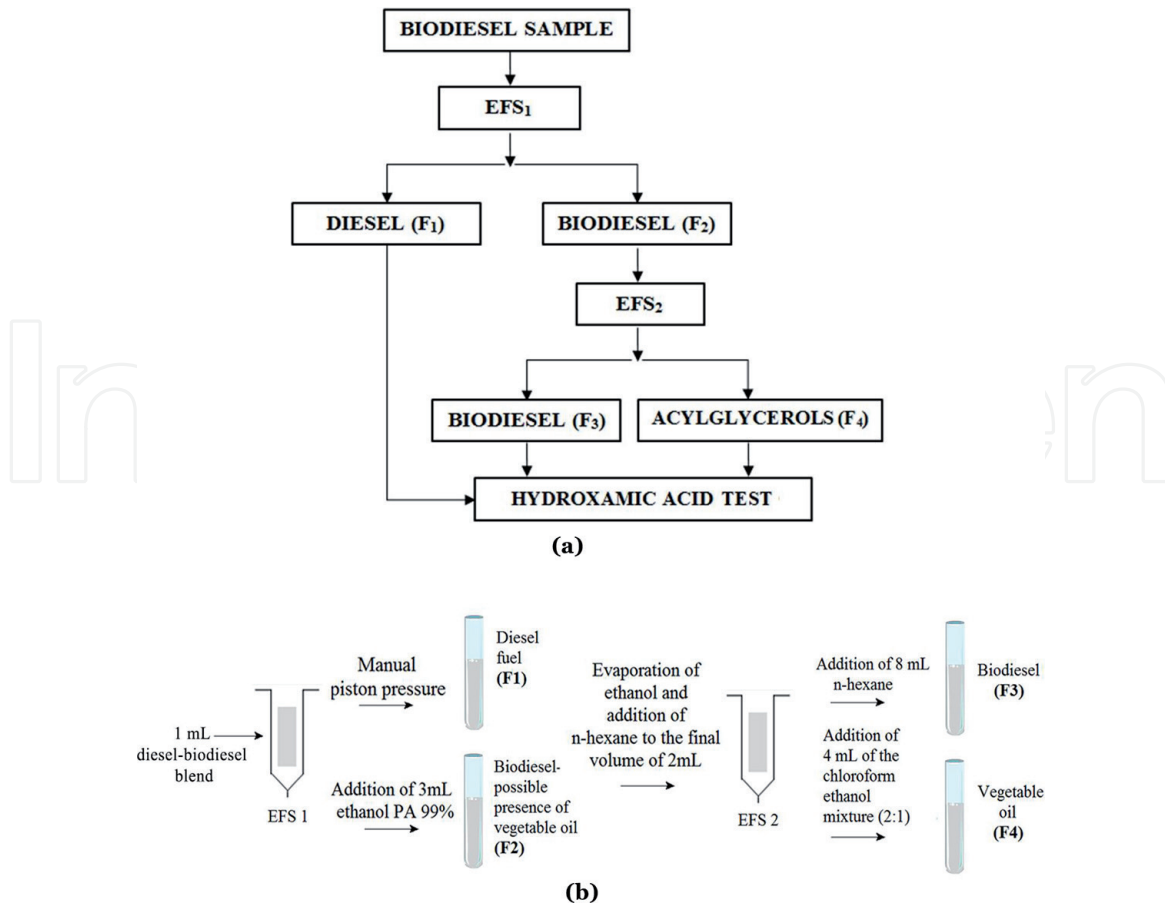 BIODIESEL SAMPLE
EFS₁
DIESEL (F₁)
BIODIESEL (F₂)
EFS₂
BIODIESEL (F₃)
ACYLGLYCEROLS (F₄)
HYDROXAMIC ACID TEST
(a)
1 mL
diesel-biodiesel
blend
EFS 1
Manual
piston pressure
Addition of 3mL
ethanol PA 99%
Diesel
fuel
(F1)
Biodiesel-
possible
presence of
vegetable oil
(F2)
Evaporation of
ethanol and
addition of
n-hexane to the final
volume of 2mL
EFS 2
Addition of 8 mL
n-hexane
Addition of
4 mL of the
chloroform
ethanol
mixture (2:1)
Biodiesel
(F3)
Vegetable
oil
(F4)
(b)